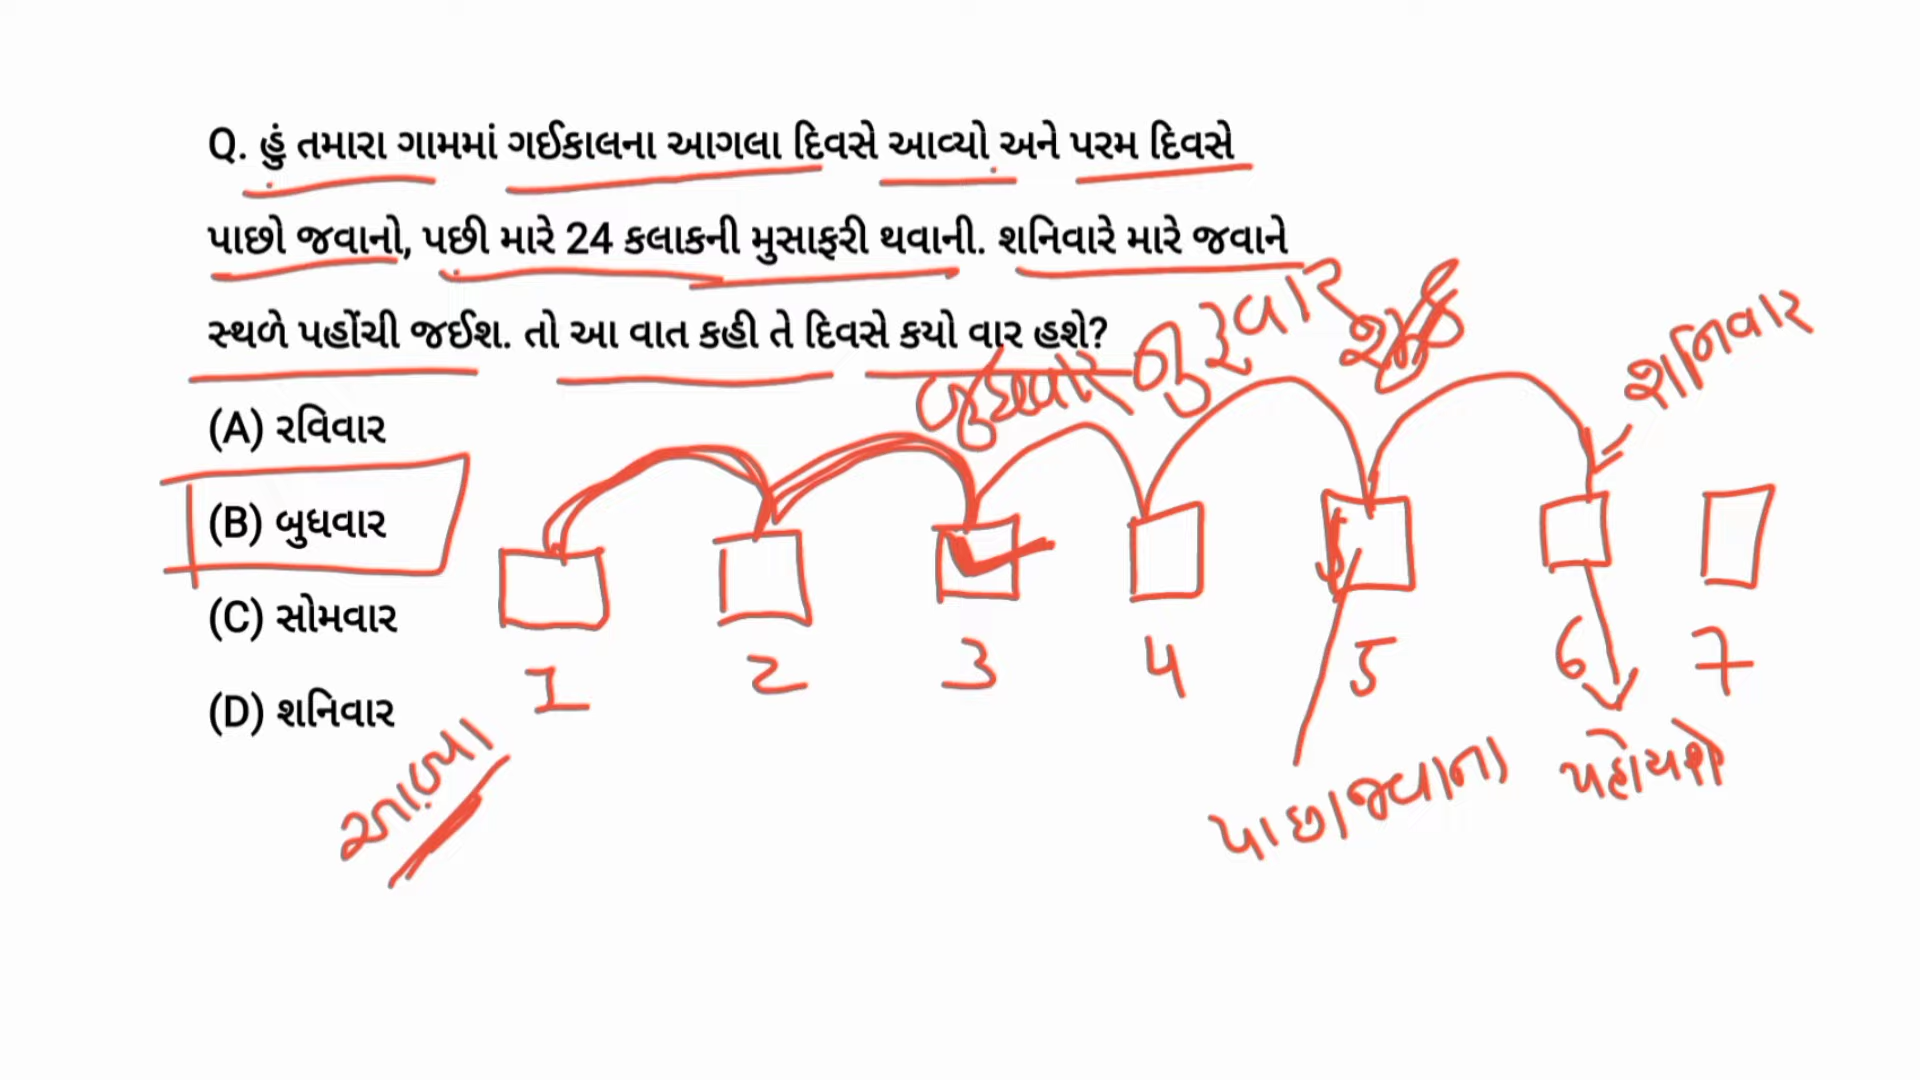 Q. હું તમારા ગામમાં ગઈકાલના આગલા દિવસે આવ્યો અને પરમ દિવસે
પાછો જવાનો, પછી મારે 24 કલાકની મુસાફરી થવાની. શનિવારે મારે જવાને
સ્થળે પહોંચી જઈશ. તો આ વાત કહી તે દિવસે કયો વાર હશે?
બુધવાર ગુરૂવાર શુક્ર શનિવાર
(A) રવિવાર
(B) બુધવાર
(C) સોમવાર
(D) શનિવાર
1 2 3 4 5 6 7
આવ્યા
પાછા જવાના
પહોચશે